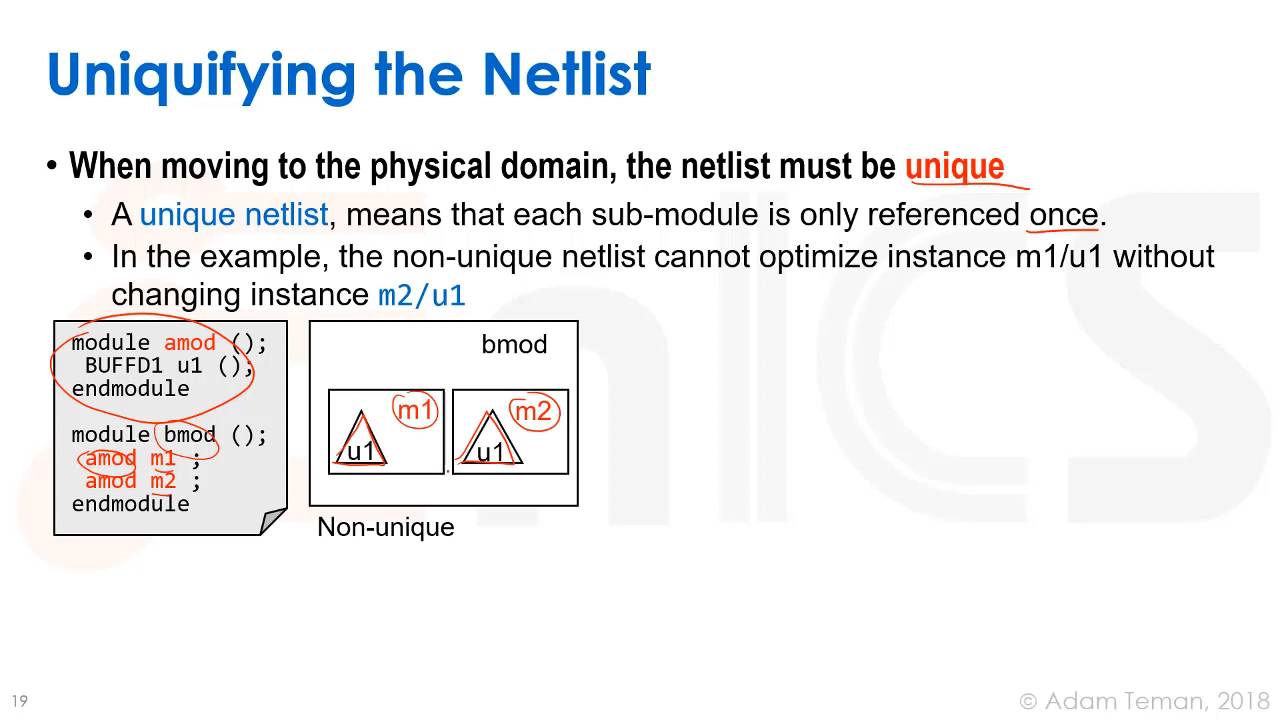 Uniquifying the Netlist
• When moving to the physical domain, the netlist must be unique
• A unique netlist, means that each sub-module is only referenced once.
• In the example, the non-unique netlist cannot optimize instance m1/u1 without
changing instance m2/u1
module amod ();
BUFFD1 u1 ();
endmodule
module bmod ();
amod m1 ;
amod m2 ;
endmodule
bmod
m1
u1
m2
u1
Non-unique
EnICS
19
© Adam Teman, 2018